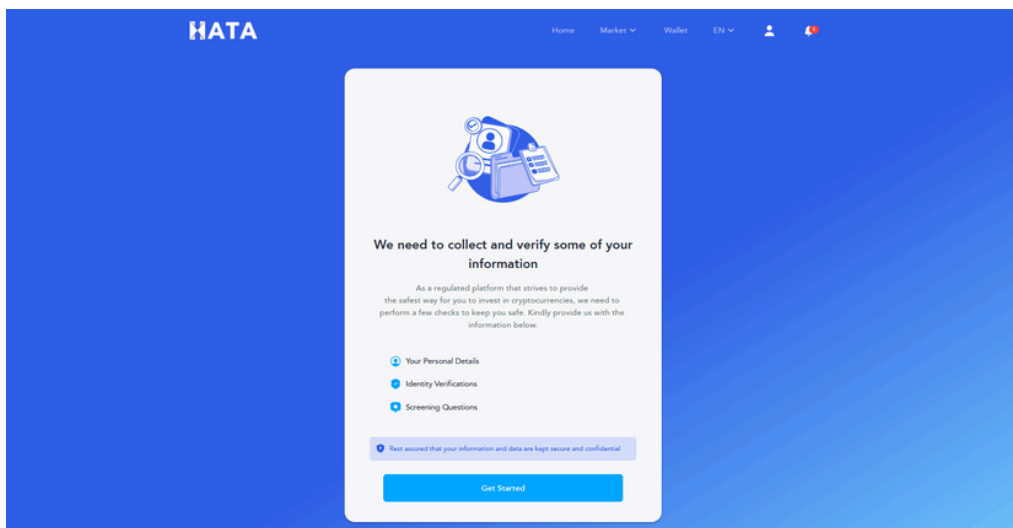 HATA
Home Market Wallet EN
We need to collect and verify some of your
information
As a regulated platform that strives to provide
the safest way for you to invest in cryptocurrencies, we need to
perform a few checks to keep you safe. Kindly provide us with the
information below.
Your Personal Details
Identity Verifications
Screening Questions
Rest assured that your information and data are kept secure and confidential
Get Started